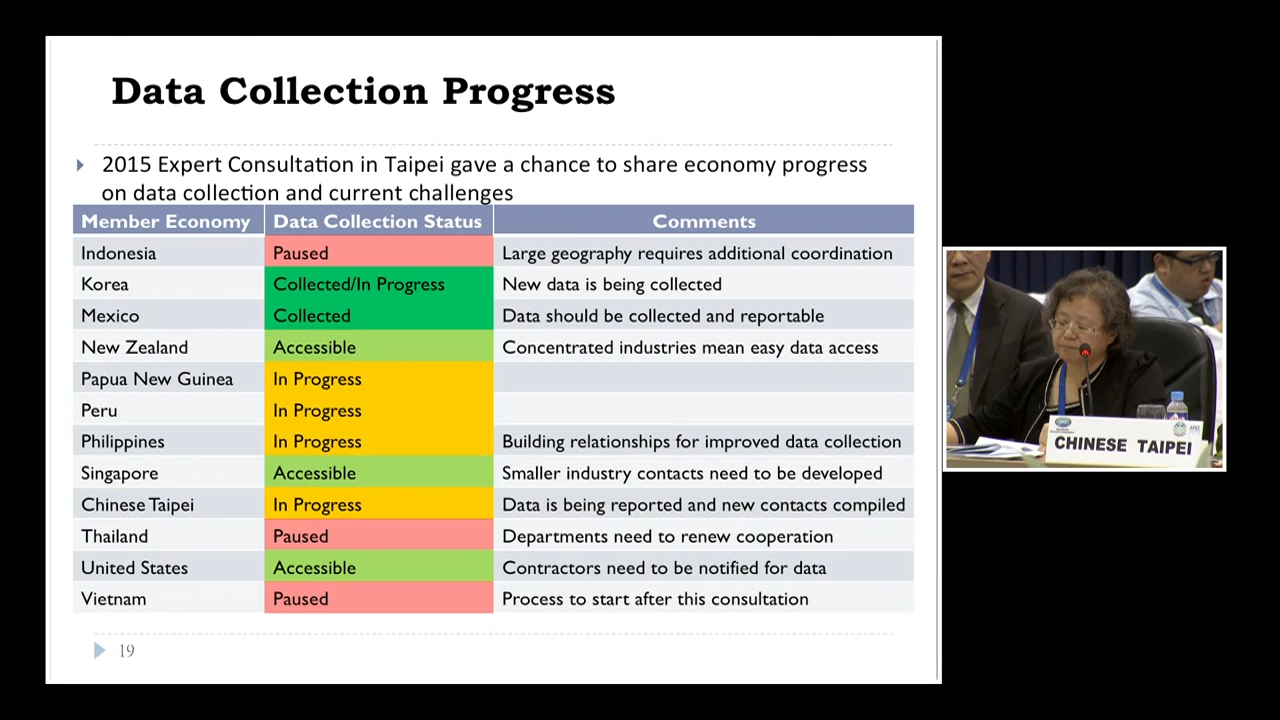 Data Collection Progress
2015 Expert Consultation in Taipei gave a chance to share economy progress
on data collection and current challenges
Member Economy Data Collection Status Comments
Indonesia Paused Large geography requires additional coordination
Korea Collected/In Progress New data is being collected
Mexico Collected Data should be collected and reportable
New Zealand Accessible Concentrated industries mean easy data access
Papua New Guinea In Progress
Peru In Progress
Philippines In Progress Building relationships for improved data collection
Singapore Accessible Smaller industry contacts need to be developed
Chinese Taipei In Progress Data is being reported and new contacts compiled
Thailand Paused Departments need to renew cooperation
United States Accessible Contractors need to be notified for data
Vietnam Paused Process to start after this consultation
19
CHINESE TAIPEI